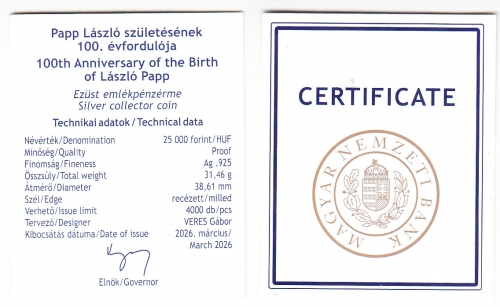 Papp László születésének
100. évfordulója
100th Anniversary of the Birth
of László Papp
Ezüst emlékpénzérme
Silver collector coin
Technikai adatok / Technical data
Névérték/Denomination 25 000 forint/HUF
Minőség/Quality Proof
Finomság/Fineness Ag .925
Összsúly/Total weight 31,46 g
Átmérő/Diameter 38,61 mm
Szél/Edge recézett/milled
Verhető/Issue limit 4000 db/pcs
Tervező/Designer VERES Gábor
Kibocsátás dátuma/Date of issue 2026. március/
March 2026
Elnök/Governor
CERTIFICATE
MAGYAR NEMZETI BANK